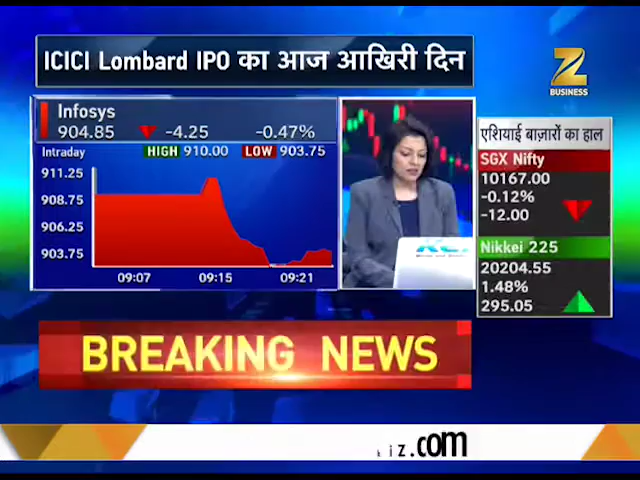 ICICI Lombard IPO का आज आखिरी दिन
Z
BUSINESS
Infosys
904.85 -4.25 -0.47%
Intraday HIGH 910.00 LOW 903.75
911.25
908.75
906.25
903.75
09:07 09:15 09:21
एशियाई बाज़ारों का हाल
SGX Nifty
10167.00
-0.12%
-12.00
Nikkei 225
20204.55
1.48%
295.05
BREAKING NEWS
iz.com